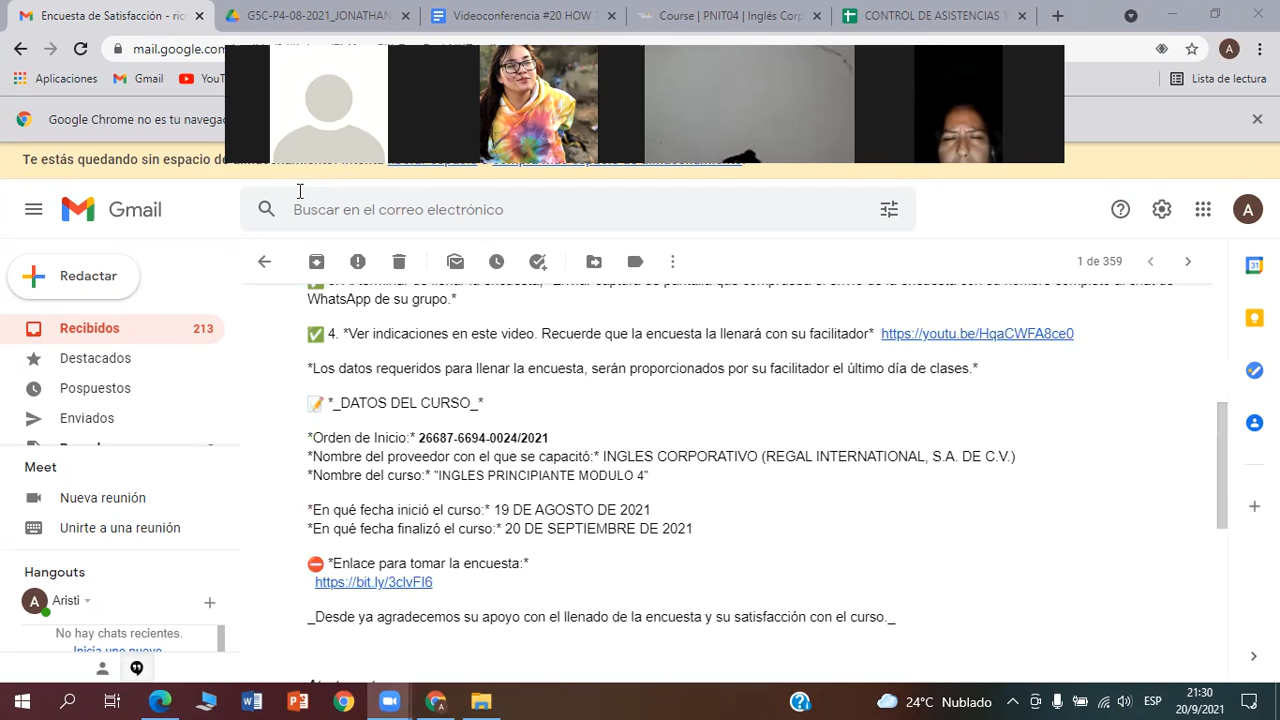 Encuesta de Satisfacción -
G5C-P4-08-2021_JONATHAN
Videoconferencia #20 HOW T
Course | PNIT04 | Inglés Corp
CONTROL DE ASISTENCIAS Y
mail.google.com
A
Aplicaciones
Gmail
YouT
Lista de lectura
Google Chrome no es tu navega
Te estás quedando sin espacio de
Gmail
Buscar en el correo electrónico
A
Redactar
1 de 359
WhatsApp de su grupo.*
Recibidos 213
✅ 4. *Ver indicaciones en este video. Recuerde que la encuesta la llenará con su facilitador* https://youtu.be/HqaCWFA8ce0
Destacados
*Los datos requeridos para llenar la encuesta, serán proporcionados por su facilitador el último día de clases.*
Pospuestos
📝 *_DATOS DEL CURSO_*
Enviados
*Orden de Inicio:* 26687-6694-0024/2021
*Nombre del proveedor con el que se capacitó:* INGLES CORPORATIVO (REGAL INTERNATIONAL, S.A. DE C.V.)
*Nombre del curso:* "INGLES PRINCIPIANTE MODULO 4"
Meet
Nueva reunión
*En qué fecha inició el curso:* 19 DE AGOSTO DE 2021
*En qué fecha finalizó el curso:* 20 DE SEPTIEMBRE DE 2021
Unirte a una reunión
⛔ *Enlace para tomar la encuesta:*
https://bit.ly/3clvFI6
Hangouts
A Aristi
_Desde ya agradecemos su apoyo con el llenado de la encuesta y su satisfacción con el curso._
No hay chats recientes.
Inicia uno nuevo
24°C Nublado
ESP
21:30
20/9/2021